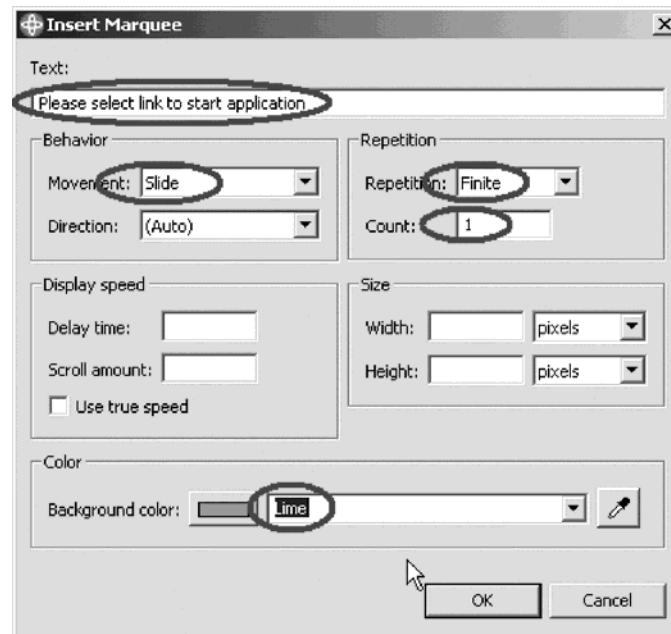 Insert Marquee
Text:
Please select link to start application
Behavior
Movement: Slide
Direction: (Auto)
Repetition
Repetition: Finite
Count: 1
Display speed
Delay time:
Scroll amount:
Use true speed
Size
Width: pixels
Height: pixels
Color
Background color: Lime
OK Cancel